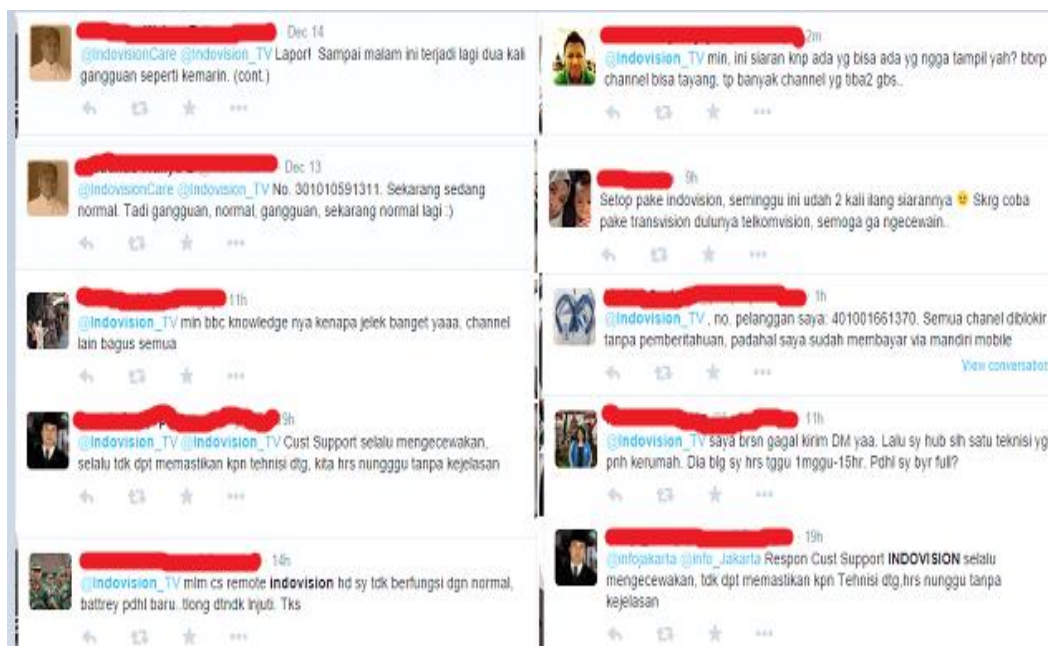 Dec 14
@IndovisionCare @Indovision_TV Lapor! Sampai malam ini terjadi lagi dua kali
gangguan seperti kemarin. (cont.)
Dec 13
@IndovisionCare @Indovision_TV No. 301010591311. Sekarang sedang
normal. Tadi gangguan, normal, gangguan, sekarang normal lagi :)
11h
@Indovision_TV min bbc knowledge nya kenapa jelek banget yaaa, channel
lain bagus semua
19h
@Indovision_TV @Indovision_TV Cust Support selalu mengecewakan,
selalu tdk dpt memastikan kpn tehnisi dtg, kita hrs nungggu tanpa kejelasan
14h
@Indovision_TV mlm cs remote indovision hd sy tdk berfungsi dgn normal,
battrey pdhl baru..tlong dtndk lnjuti. Tks
2m
@Indovision_TV min, ini siaran knp ada yg bisa ada yg ngga tampil yah? bbrp
channel bisa tayang, tp banyak channel yg tiba2 gbs..
9h
Setop pake indovision, seminggu ini udah 2 kali ilang siarannya 😕 Skrg coba
pake transvision dulunya telkomvision, semoga ga ngecewain..
1h
@Indovision_TV , no, pelanggan saya: 401001661370. Semua chanel diblokir
tanpa pemberitahuan, padahal saya sudah membayar via mandiri mobile
View conversation
11h
@Indovision_TV saya brsn gagal kirim DM yaa. Lalu sy hub slh satu teknisi yg
pnh kerumah. Dia blg sy hrs tggu 1mggu-15hr. Pdhl sy byr full?
19h
@infojakarta @info_Jakarta Respon Cust Support INDOVISION selalu
mengecewakan, tdk dpt memastikan kpn Tehnisi dtg,hrs nunggu tanpa
kejelasan